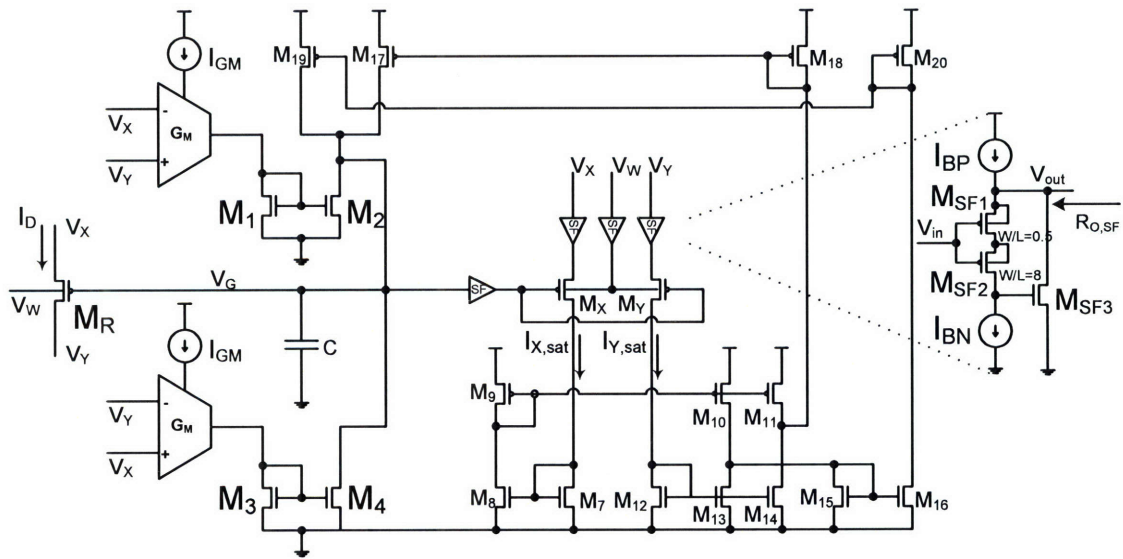 I_GM
V_X
-
G_M
V_Y
+
M_19
M_17
M_18
M_20
M_1
M_2
V_X
V_W
V_Y
SF
SF
SF
I_BP
V_out
M_SF1
V_in
W/L=0.5
R_O,SF
M_SF2
W/L=8
M_SF3
I_BN
I_D
V_X
V_W
M_R
V_Y
V_G
C
SF
M_X
M_Y
I_X,sat
I_Y,sat
I_GM
V_Y
-
G_M
V_X
+
M_3
M_4
M_9
M_10
M_11
M_8
M_7
M_12
M_13
M_14
M_15
M_16